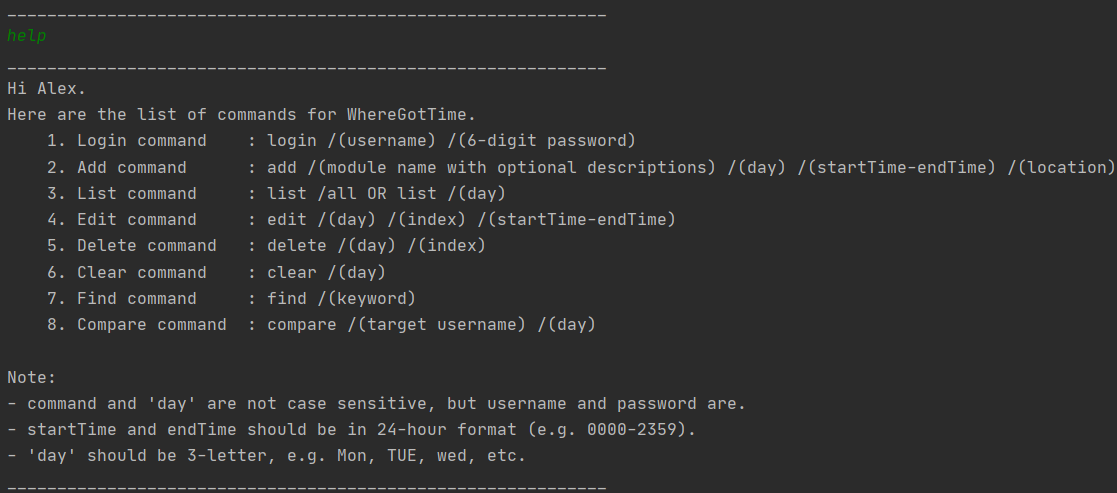 ____________________________________________________________
help
____________________________________________________________
Hi Alex.
Here are the list of commands for WhereGotTime.
    1. Login command    : login /(username) /(6-digit password)
    2. Add command      : add /(module name with optional descriptions) /(day) /(startTime-endTime) /(location)
    3. List command     : list /all OR list /(day)
    4. Edit command     : edit /(day) /(index) /(startTime-endTime)
    5. Delete command   : delete /(day) /(index)
    6. Clear command    : clear /(day)
    7. Find command     : find /(keyword)
    8. Compare command  : compare /(target username) /(day)

Note:
- command and 'day' are not case sensitive, but username and password are.
- startTime and endTime should be in 24-hour format (e.g. 0000-2359).
- 'day' should be 3-letter, e.g. Mon, TUE, wed, etc.
____________________________________________________________